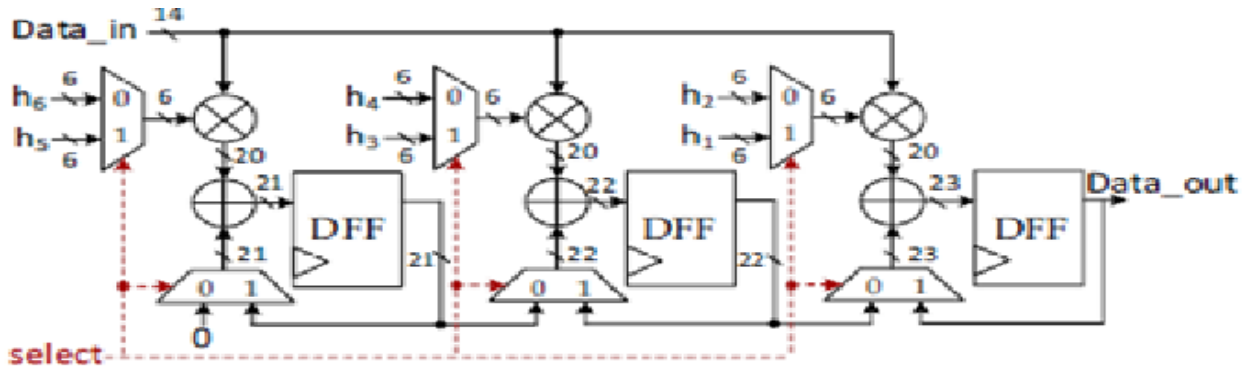 14
Data_in
6 6 6
h₆ 0 6 h₄ 0 6 h₂ 0 6
h₅ 1 h₃ 1 h₁ 1
6 6 6
20 20 20
21 22 23 Data_out
DFF DFF DFF
21 21 22 22 23
0 1 0 1 0 1
0
select